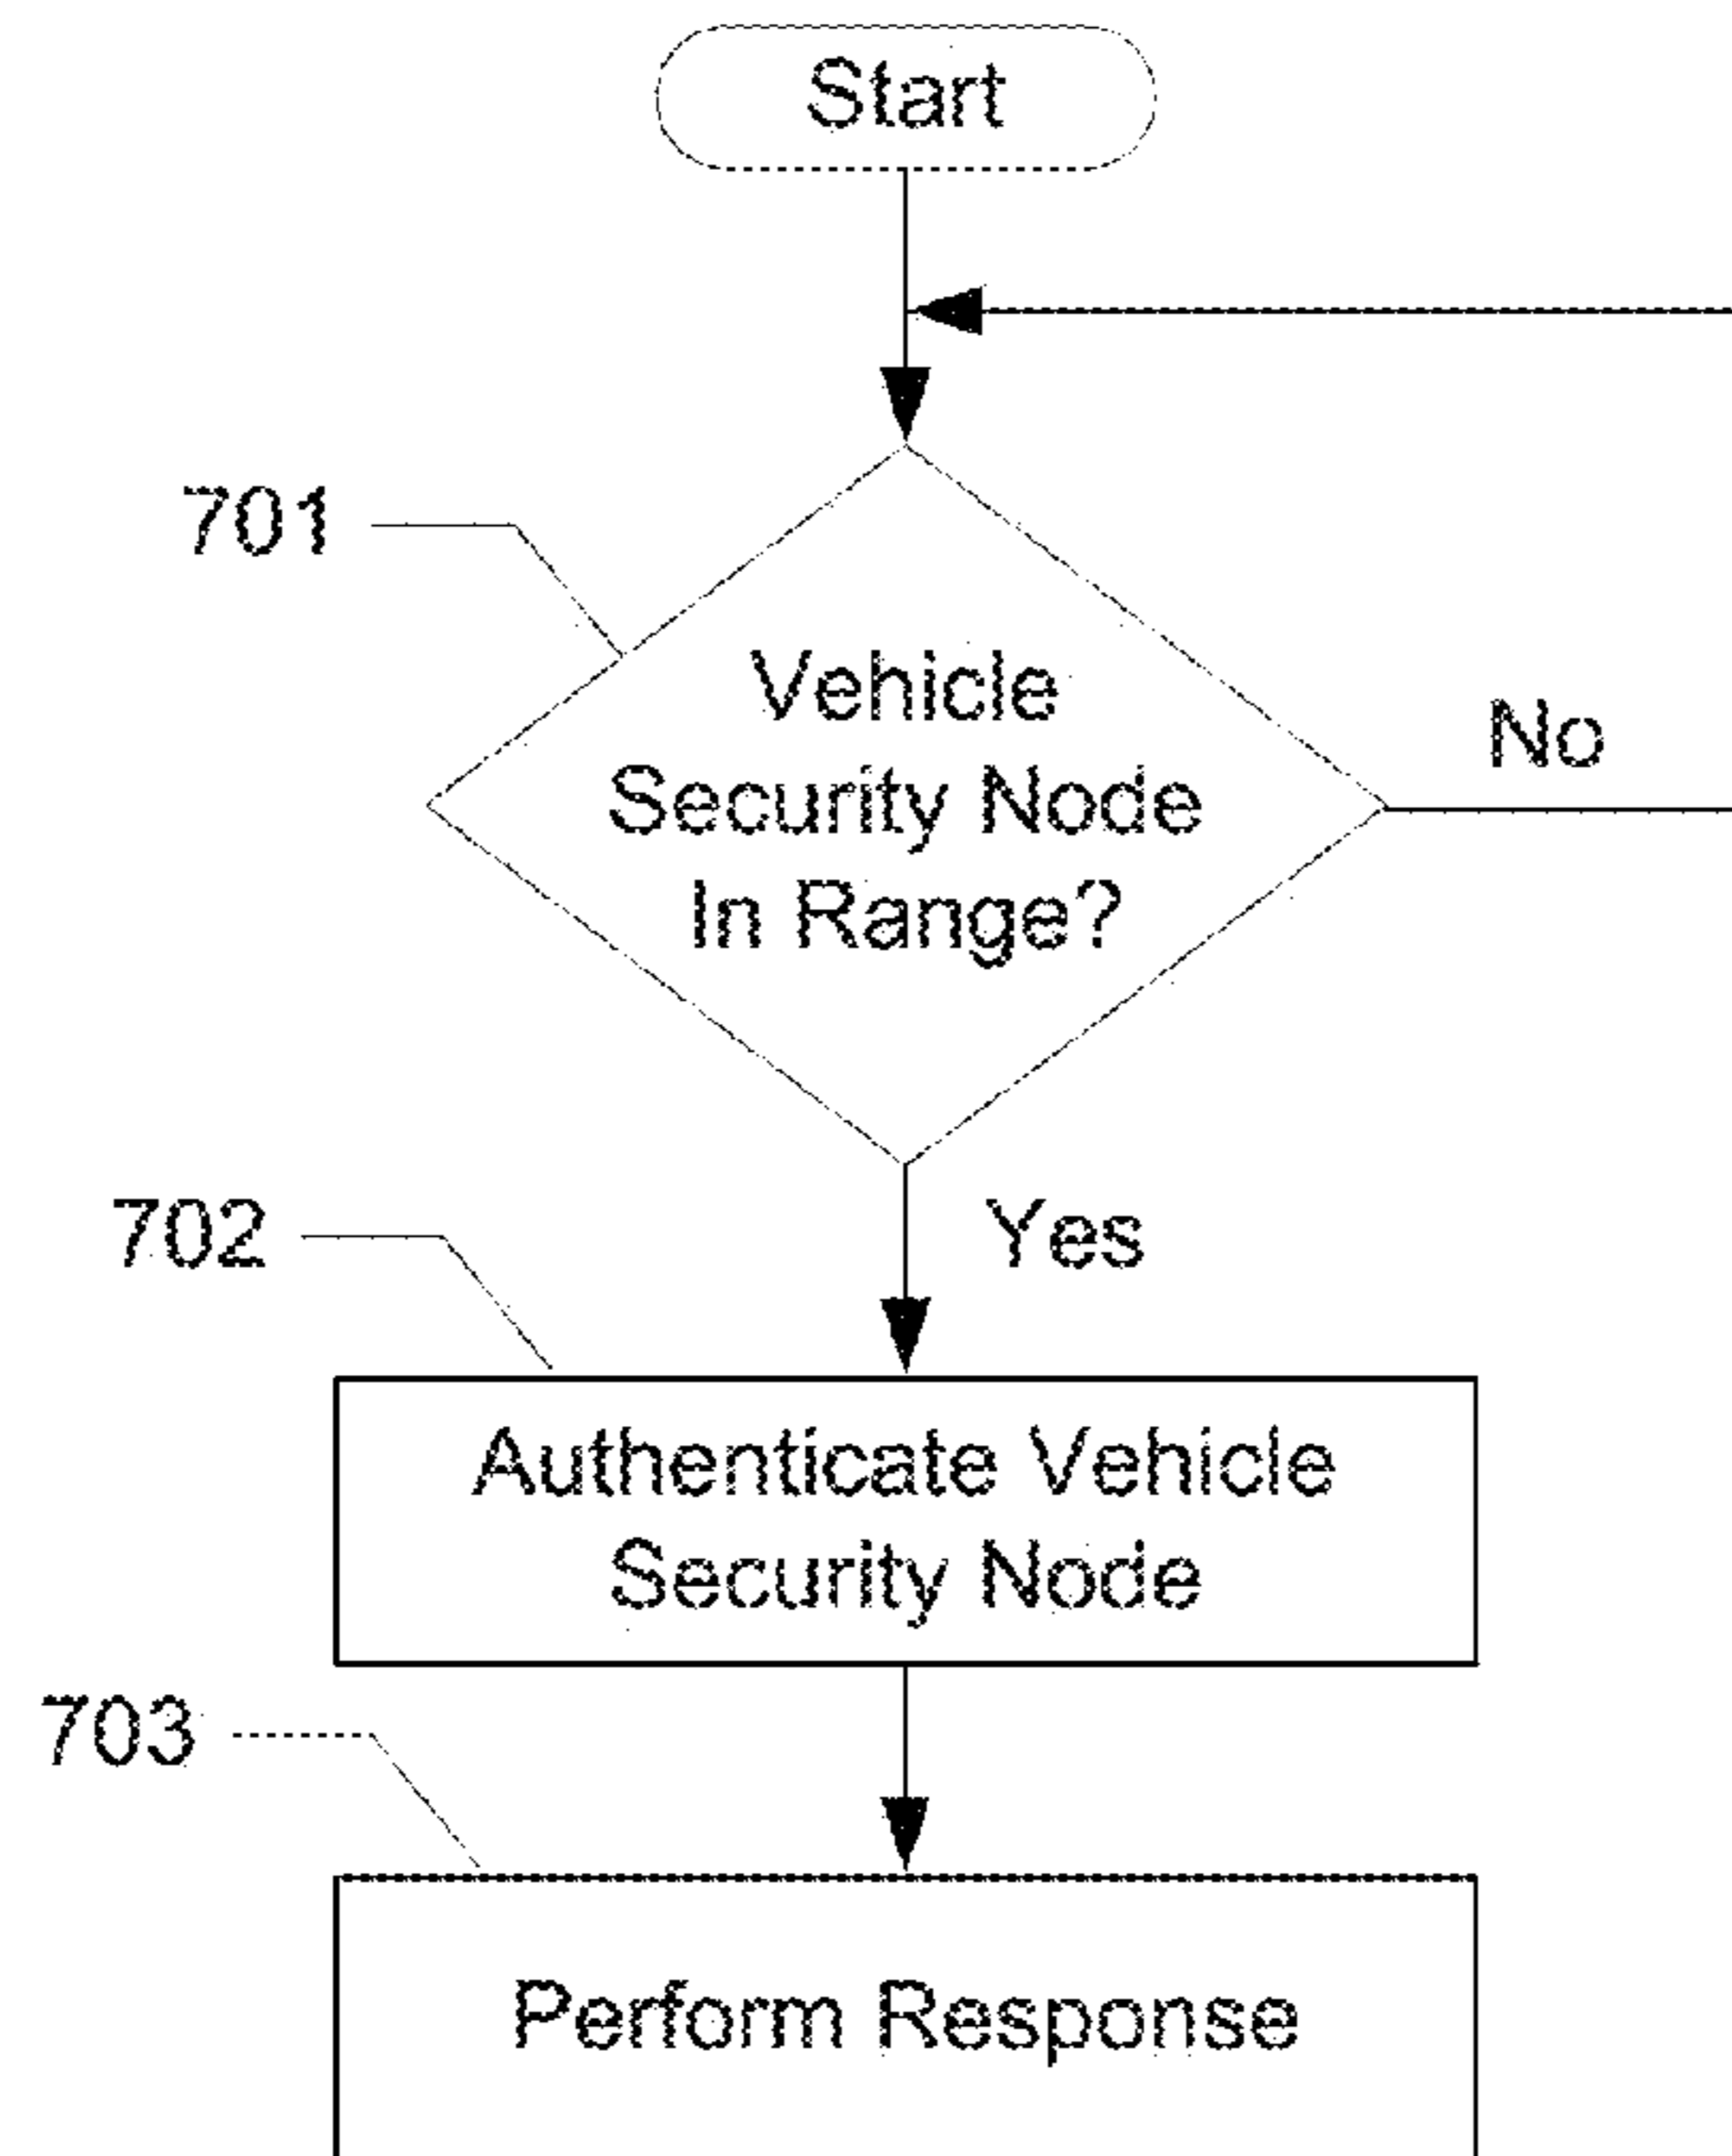 Start
701
Vehicle
Security Node
In Range?
No
702
Yes
Authenticate Vehicle
Security Node
703
Perform Response